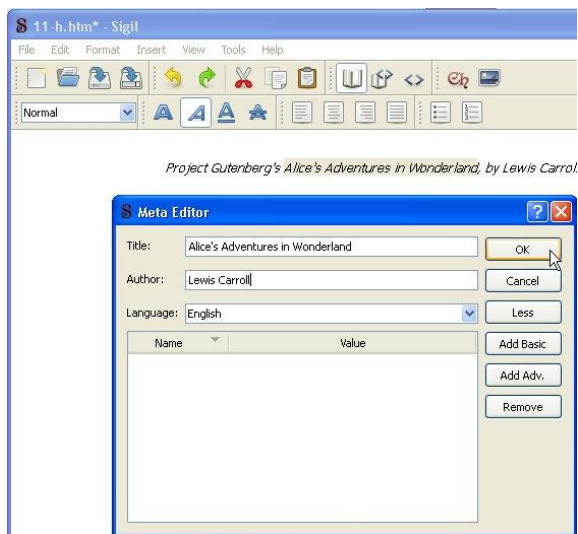 S 11-h.htm* - Sigil
File Edit Format Insert View Tools Help
Ch
Normal A A A A
Project Gutenberg's Alice's Adventures in Wonderland, by Lewis Carrol
S Meta Editor
Title: Alice's Adventures in Wonderland OK
Author: Lewis Carroll Cancel
Language: English Less
Name Value Add Basic
Add Adv.
Remove